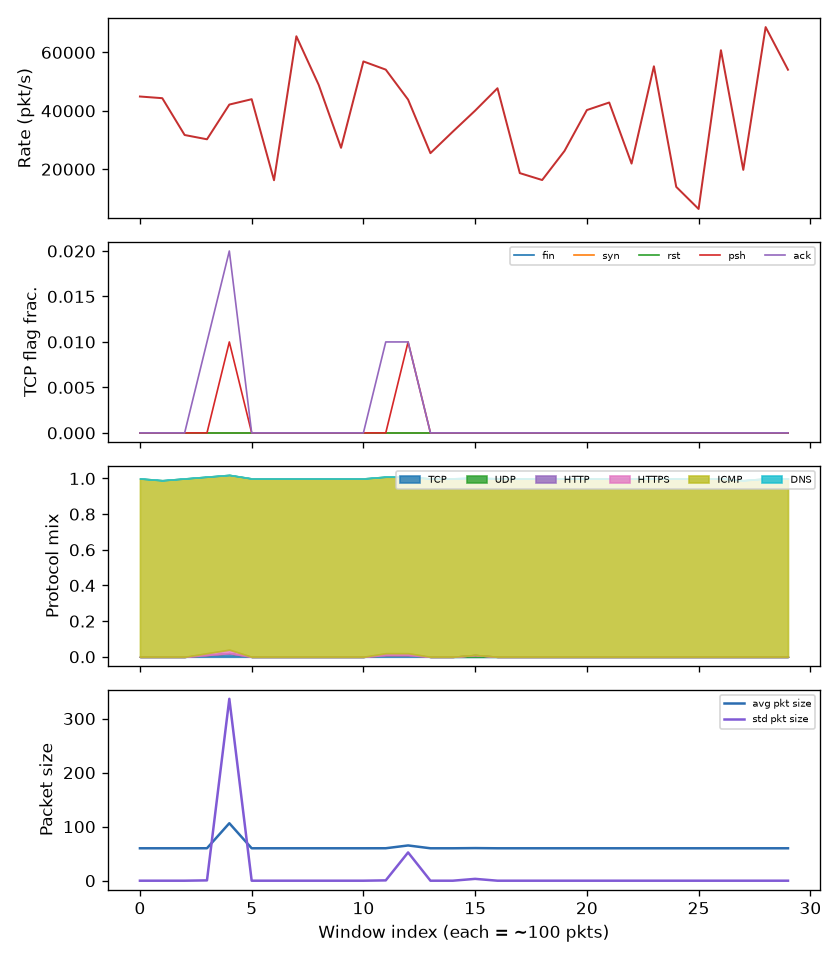 Rate (pkt/s)
60000
40000
20000
TCP flag frac.
0.020
0.015
0.010
0.005
0.000
fin syn rst psh ack
Protocol mix
1.0
0.8
0.6
0.4
0.2
0.0
TCP UDP HTTP HTTPS ICMP DNS
Packet size
300
200
100
0
avg pkt size
std pkt size
0 5 10 15 20 25 30
Window index (each = ~100 pkts)